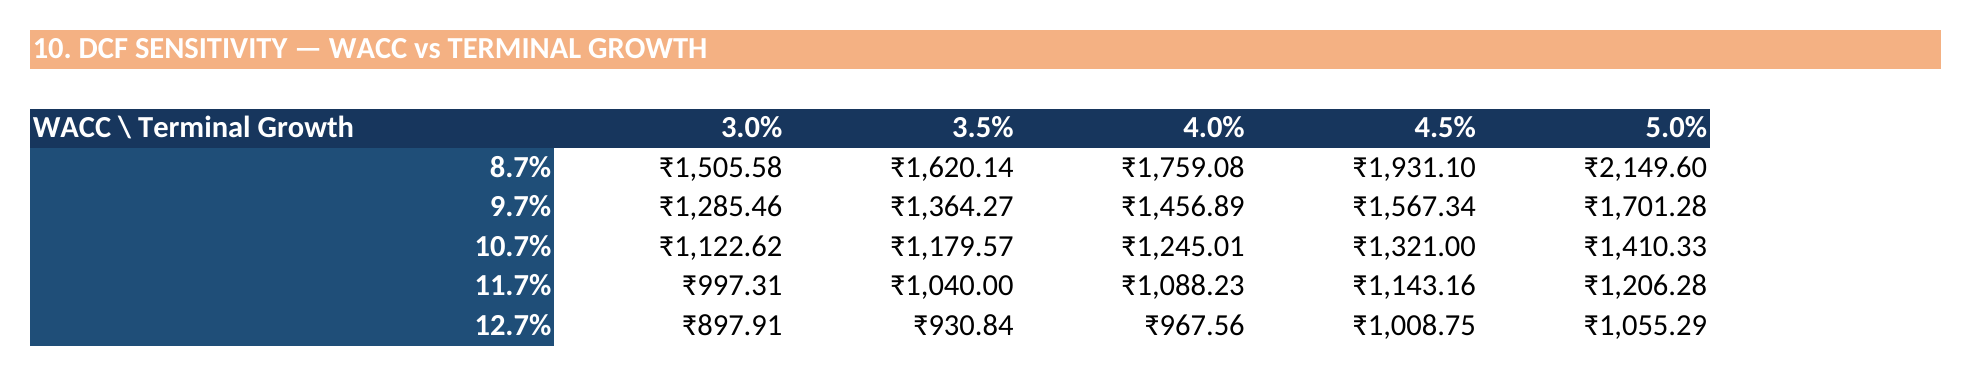 10. DCF SENSITIVITY — WACC vs TERMINAL GROWTH
WACC \ Terminal Growth 3.0% 3.5% 4.0% 4.5% 5.0%
8.7% ₹1,505.58 ₹1,620.14 ₹1,759.08 ₹1,931.10 ₹2,149.60
9.7% ₹1,285.46 ₹1,364.27 ₹1,456.89 ₹1,567.34 ₹1,701.28
10.7% ₹1,122.62 ₹1,179.57 ₹1,245.01 ₹1,321.00 ₹1,410.33
11.7% ₹997.31 ₹1,040.00 ₹1,088.23 ₹1,143.16 ₹1,206.28
12.7% ₹897.91 ₹930.84 ₹967.56 ₹1,008.75 ₹1,055.29